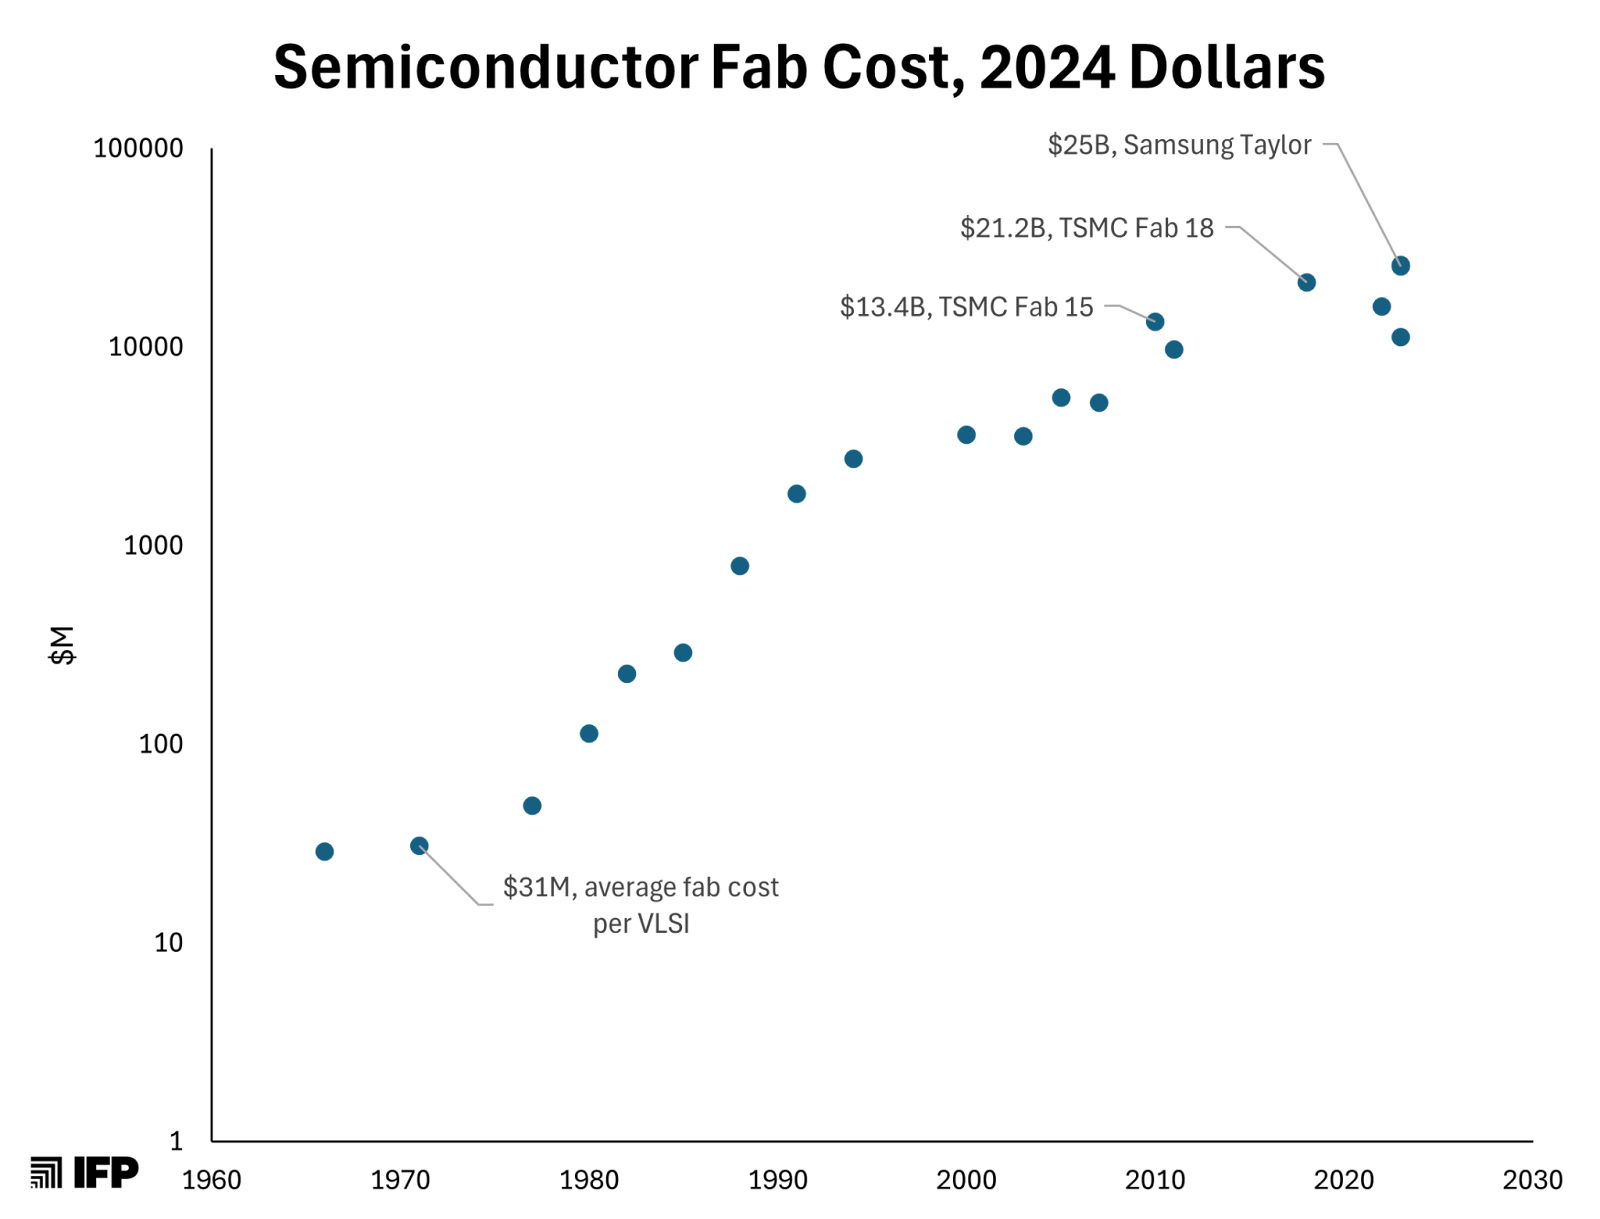 Semiconductor Fab Cost, 2024 Dollars
100000
$25B, Samsung Taylor
$21.2B, TSMC Fab 18
$13.4B, TSMC Fab 15
10000
1000
$M
100
$31M, average fab cost
per VLSI
10
1
IFP
1960 1970 1980 1990 2000 2010 2020 2030